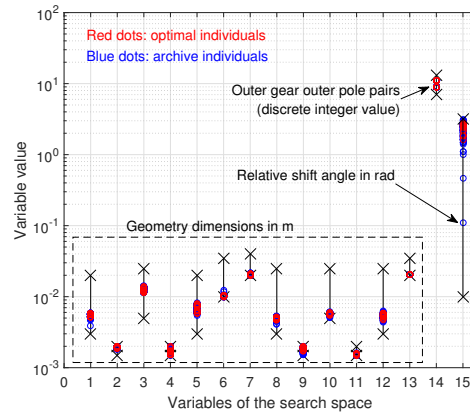 10^2
Red dots: optimal individuals
Blue dots: archive individuals
Outer gear outer pole pairs
(discrete integer value)
10^1
10^0
Relative shift angle in rad
10^-1
Geometry dimensions in m
10^-2
10^-3
Variable value
0 1 2 3 4 5 6 7 8 9 10 11 12 13 14 15
Variables of the search space